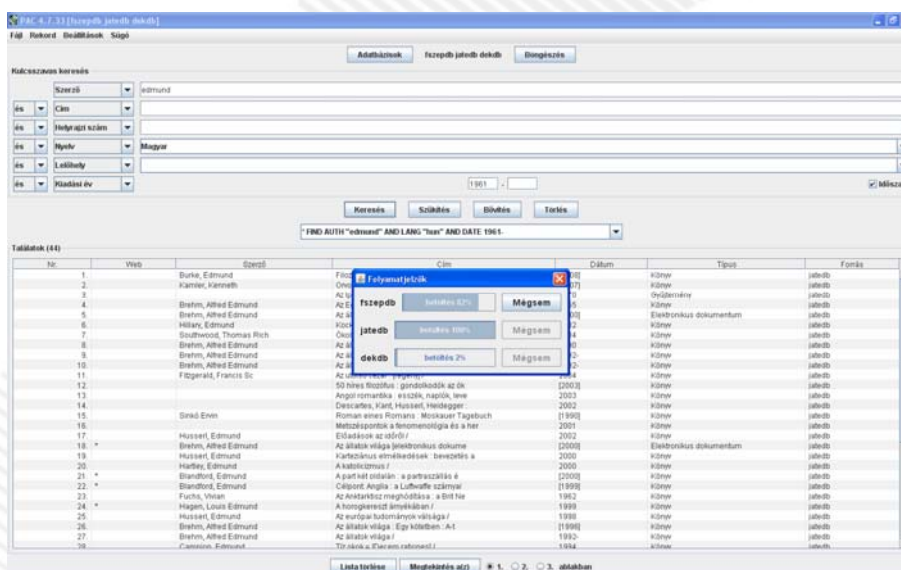 PAC-4.7.33 [fszepdb jatedb dekdb]
Fájl Rekord Beállítások Súgó
Adatbázisok fszepdb jatedb dekdb Böngészés
Kulcsszavas keresés
Szerző edmund
és Cím
és Helyrajzi szám
és Nyelv Magyar
és Lelőhely
és Kiadási év 1961 -
Keresés Szűkítés Bővítés Törlés
* FIND AUTH "edmund" AND LANG "hun" AND DATE 1961-
Találatok (44)
Nr. Web Szerző Cím Dátum Típus Forrás
1. Burke, Edmund Könyv jatedb
2. Kamler, Kenneth Könyv jatedb
3. Gyűjtemény jatedb
4. Brehm, Alfred Edmund Könyv jatedb
5. Brehm, Alfred Edmund Elektronikus dokumentum jatedb
6. Hillary, Edmund Könyv jatedb
7. Southwood, Thomas Rich Könyv jatedb
8. Brehm, Alfred Edmund Könyv jatedb
9. Brehm, Alfred Edmund Könyv jatedb
10. Brehm, Alfred Edmund Könyv jatedb
11. Fitzgerald, Francis Sc Könyv jatedb
12. 50 híres filozófus : gondolkodók az ók [2003] Könyv jatedb
13. Angol romantika : esszék, naplók, leve 2003 Könyv jatedb
14. Descartes, Kant, Husserl, Heidegger : 2002 Könyv jatedb
15. Sinkó Ervin Roman eines Romans : Moskauer Tagebuch [1990] Könyv jatedb
16. Metszéspontok a fenomenológia és a her 2001 Könyv jatedb
17. Husserl, Edmund Előadások az időről / 2002 Könyv jatedb
18. * Brehm, Alfred Edmund Az állatok világa [elektronikus dokume [2000] Elektronikus dokumentum jatedb
19. Husserl, Edmund Karteziánus elmélkedések : bevezetés a 2000 Könyv jatedb
20. Hartley, Edmund A katolicizmus / 2000 Könyv jatedb
21. * Blandford, Edmund A part két oldalán : a partraszállás é [2000] Könyv jatedb
22. * Blandford, Edmund Célpont: Anglia : a Luftwaffe szárnyai [1999] Könyv jatedb
23. Fuchs, Vivian Az Antarktisz meghódítása : a Brit Ne 1962 Könyv jatedb
24. * Hagen, Louis Edmund A horogkereszt árnyékában / 1999 Könyv jatedb
25. Husserl, Edmund Az európai tudományok válsága / 1998 Könyv jatedb
26. Brehm, Alfred Edmund Az állatok világa : Egy kötetben : A-t [1996] Könyv jatedb
27. Brehm, Alfred Edmund Az állatok világa / 1992- Könyv jatedb
28. Campion, Edmund Tíz okok a 1994 Könyv jatedb
Folyamatjelzők
fszepdb betöltés 82% Mégsem
jatedb betöltés 100% Mégsem
dekdb betöltés 2% Mégsem
Lista törlése Megtekintés a(z) 1. 2. 3. ablakban